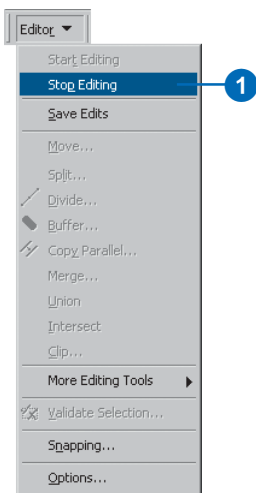 Editor
Start Editing
Stop Editing
1
Save Edits
Move...
Split...
Divide...
Buffer...
Copy Parallel...
Merge...
Union
Intersect
Clip...
More Editing Tools
Validate Selection...
Snapping...
Options...